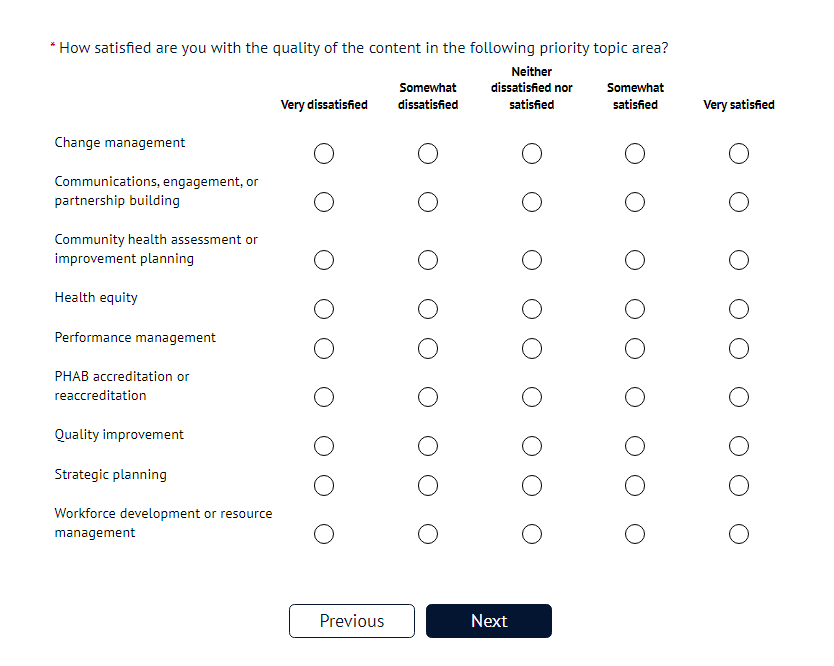 * How satisfied are you with the quality of the content in the following priority topic area?
Very dissatisfied
Somewhat
dissatisfied
Neither
dissatisfied nor
satisfied
Somewhat
satisfied
Very satisfied
Change management
Communications, engagement, or
partnership building
Community health assessment or
improvement planning
Health equity
Performance management
PHAB accreditation or
reaccreditation
Quality improvement
Strategic planning
Workforce development or resource
management
Previous
Next